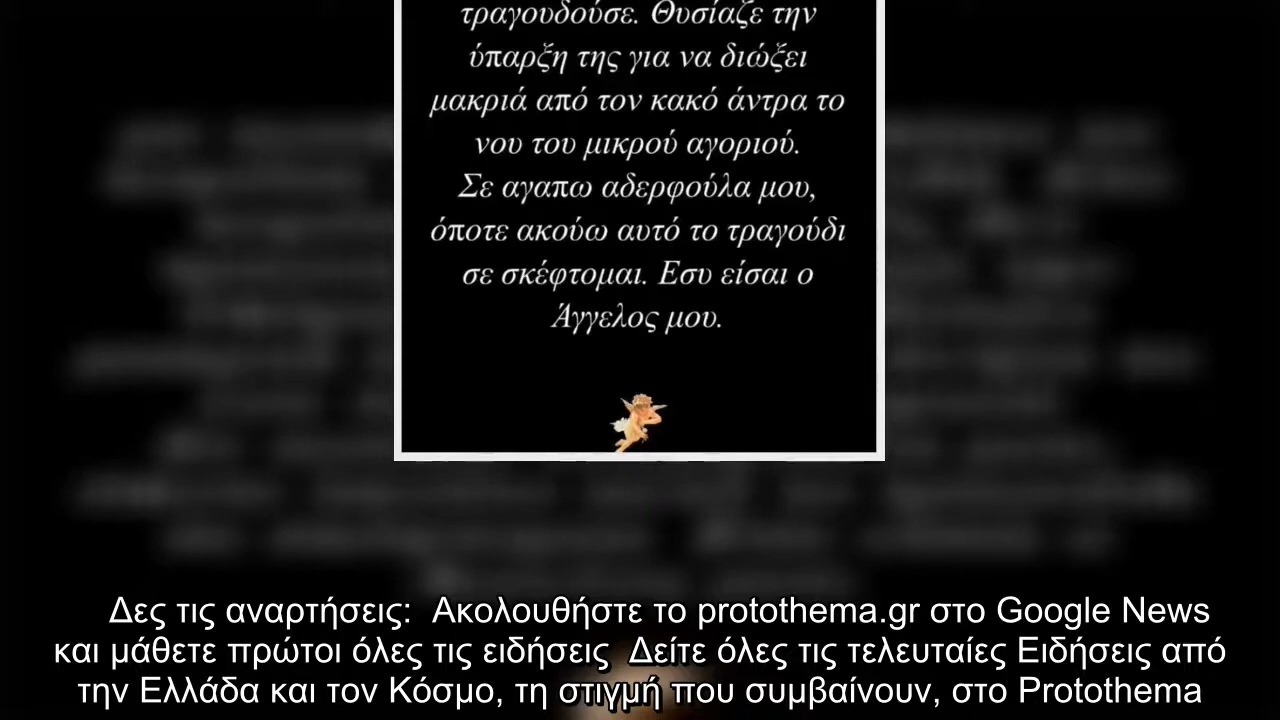 τραγουδούσε. Θυσίαζε την
ύπαρξη της για να διώξει
μακριά από τον κακό άντρα το
νου του μικρού αγοριού.
Σε αγαπω αδερφούλα μου,
όποτε ακούω αυτό το τραγούδι
σε σκέφτομαι. Εσυ είσαι ο
Άγγελος μου.
Δες τις αναρτήσεις: Ακολουθήστε το protothema.gr στο Google News
και μάθετε πρώτοι όλες τις ειδήσεις Δείτε όλες τις τελευταίες Ειδήσεις από
την Ελλάδα και τον Κόσμο, τη στιγμή που συμβαίνουν, στο Protothema